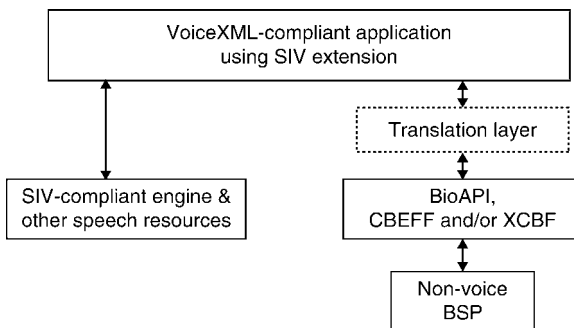 VoiceXML-compliant application
using SIV extension
Translation layer
SIV-compliant engine &
other speech resources
BioAPI,
CBEFF and/or XCBF
Non-voice
BSP